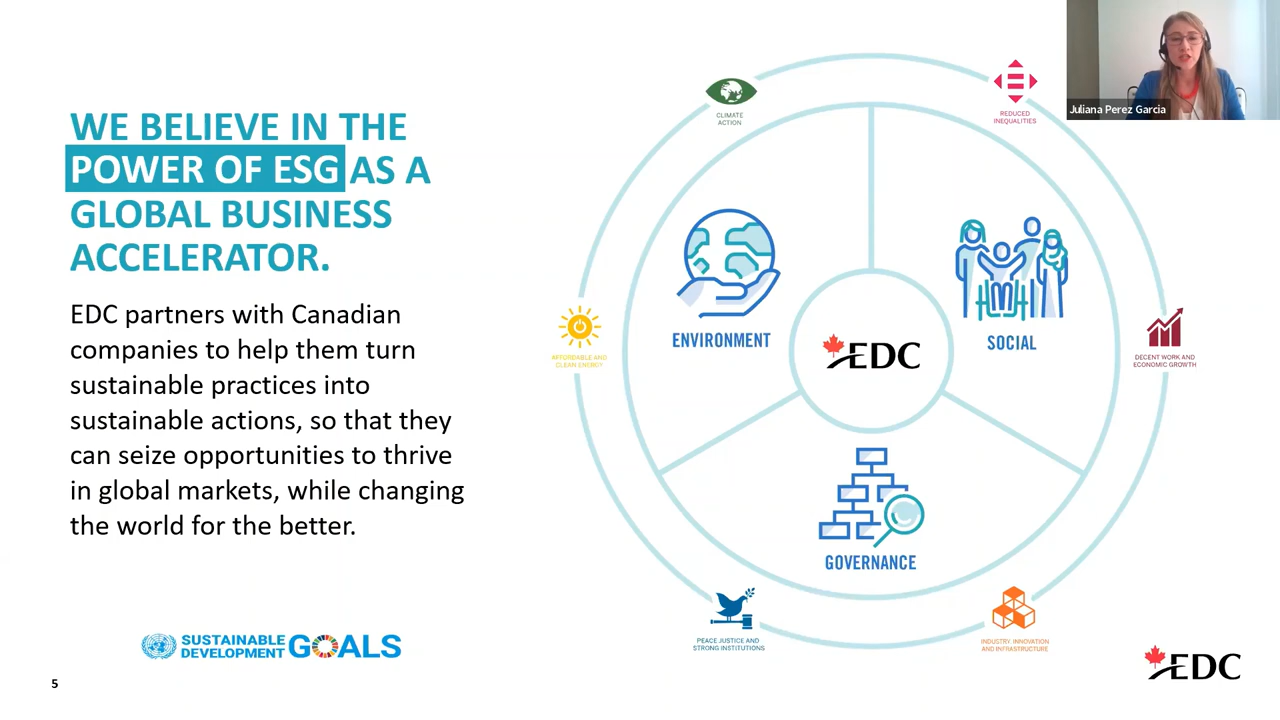 WE BELIEVE IN THE
POWER OF ESG AS A
GLOBAL BUSINESS
ACCELERATOR.
EDC partners with Canadian
companies to help them turn
sustainable practices into
sustainable actions, so that they
can seize opportunities to thrive
in global markets, while changing
the world for the better.
SUSTAINABLE
DEVELOPMENT
GOALS
5
CLIMATE
ACTION
REDUCED
INEQUALITIES
Juliana Perez Garcia
ENVIRONMENT
SOCIAL
AFFORDABLE AND
CLEAN ENERGY
EDC
DECENT WORK AND
ECONOMIC GROWTH
GOVERNANCE
PEACE JUSTICE AND
STRONG INSTITUTIONS
INDUSTRY, INNOVATION
AND INFRASTRUCTURE
EDC